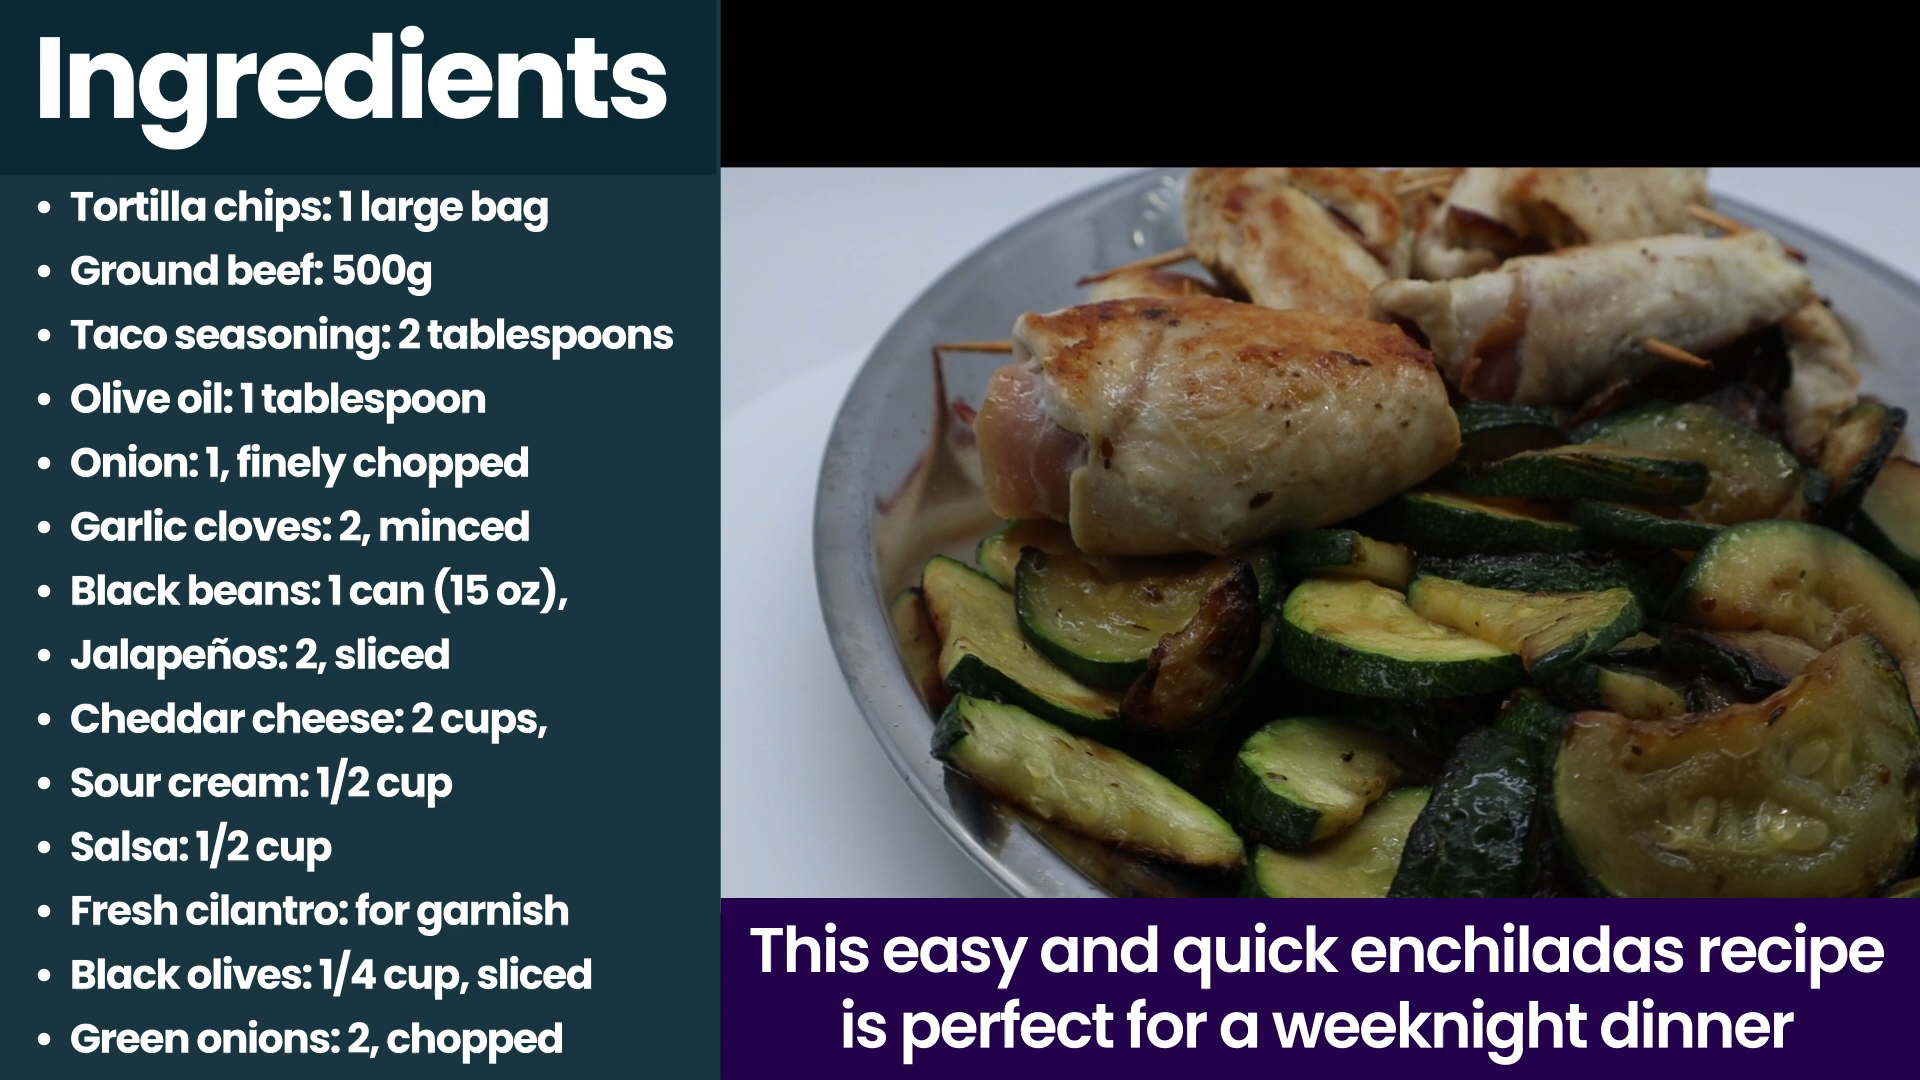 Ingredients
• Tortilla chips: 1 large bag
• Ground beef: 500g
• Taco seasoning: 2 tablespoons
• Olive oil: 1 tablespoon
• Onion: 1, finely chopped
• Garlic cloves: 2, minced
• Black beans: 1 can (15 oz),
• Jalapeños: 2, sliced
• Cheddar cheese: 2 cups,
• Sour cream: 1/2 cup
• Salsa: 1/2 cup
• Fresh cilantro: for garnish
• Black olives: 1/4 cup, sliced
• Green onions: 2, chopped
This easy and quick enchiladas recipe
is perfect for a weeknight dinner